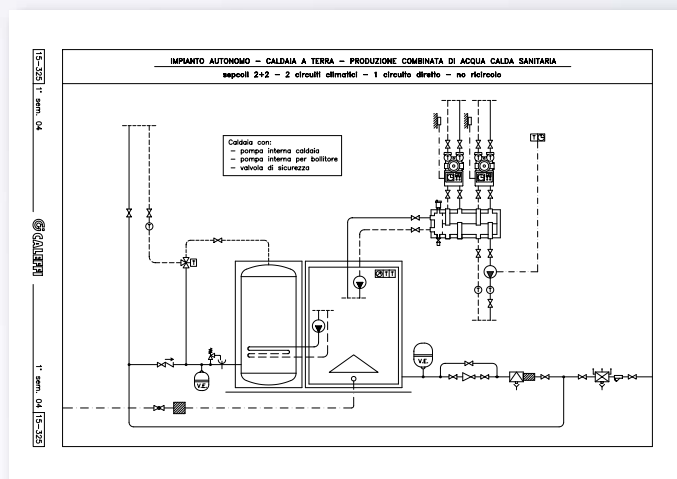 IMPIANTO AUTONOMO – CALDAIA A TERRA – PRODUZIONE COMBINATA DI ACQUA CALDA SANITARIA
sepcoll 2+2 – 2 circuiti climatici – 1 circuito diretto – no ricircolo
15-325
1° sem. 04
CALEFFI
1° sem. 04
15-325
Caldaia con:
– pompa interna caldaia
– pompa interna per bollitore
– valvola di sicurezza
T
T
T
T T
T
T
V.E.
V.E.